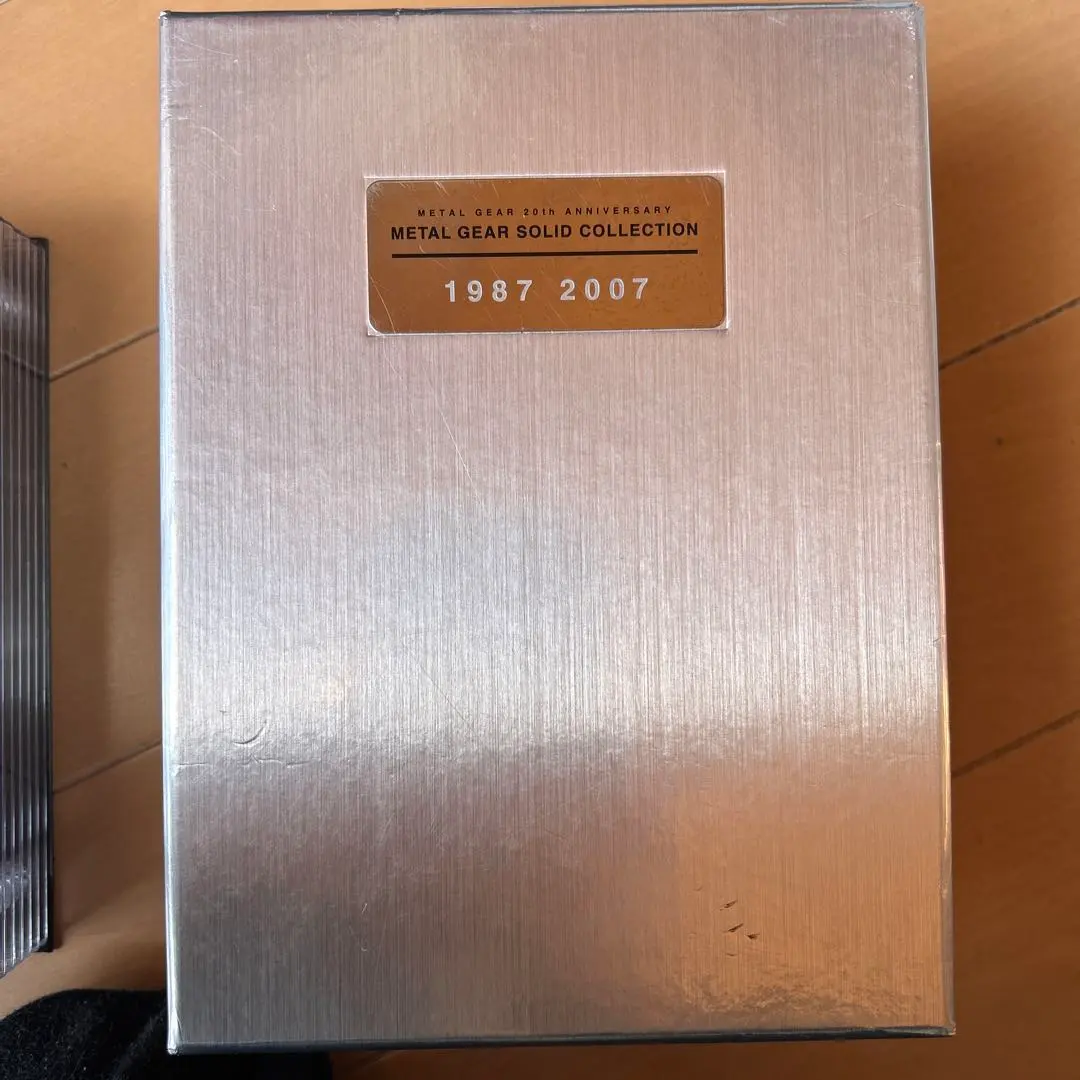 METAL GEAR 20th ANNIVERSARY
METAL GEAR SOLID COLLECTION
1987 2007